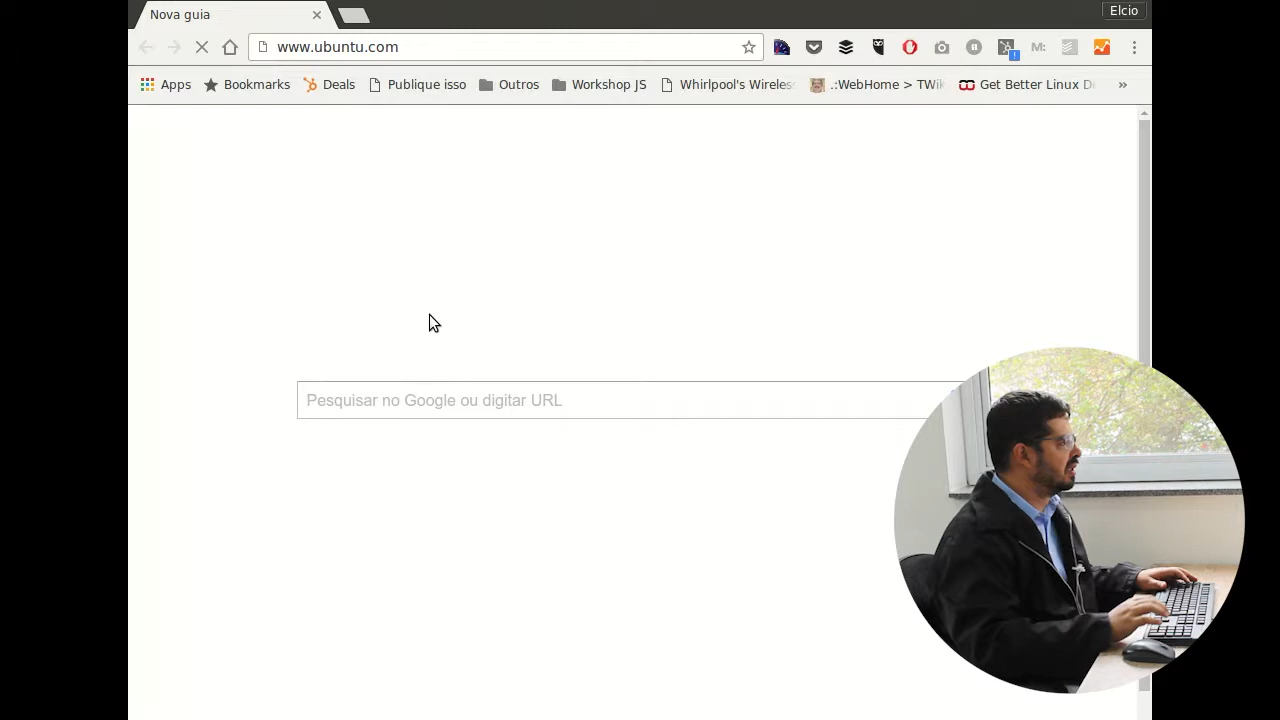 Nova guia
Elcio
www.ubuntu.com
M:
Apps Bookmarks Deals Publique isso Outros Workshop JS Whirlpool's Wireles .:WebHome > TWik Get Better Linux D »
Pesquisar no Google ou digitar URL